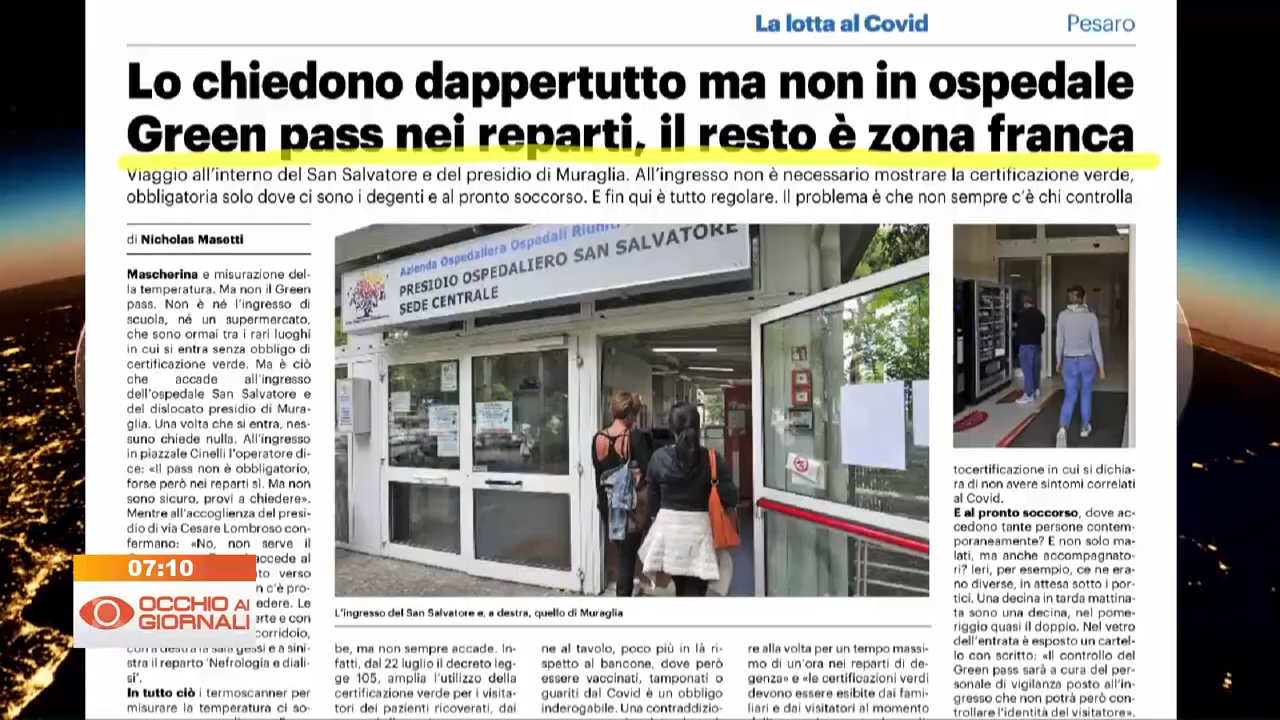 La lotta al Covid
Pesaro
Lo chiedono dappertutto ma non in ospedale
Green pass nei reparti, il resto è zona franca
Viaggio all'interno del San Salvatore e del presidio di Muraglia. All'ingresso non è necessario mostrare la certificazione verde,
obbligatoria solo dove ci sono i degenti e al pronto soccorso. E fin qui è tutto regolare. Il problema è che non sempre c'è chi controlla
di Nicholas Masetti
Mascherina e misurazione del-
la temperatura. Ma non il Green
pass. Non è né l'ingresso di
scuola, né un supermercato,
che sono ormai tra i rari luoghi
in cui si entra senza obbligo di
certificazione verde. Ma è ciò
che accade all'ingresso
dell'ospedale San Salvatore e
del dislocato presidio di Mura-
glia. Una volta che si entra, nes-
suno chiede nulla. All'ingresso
in piazzale Cinelli l'operatore di-
ce: «Il pass non è obbligatorio,
forse però nei reparti sì. Ma non
sono sicuro, provi a chiedere».
Mentre all'accoglienza del presi-
dio di via Cesare Lombroso con-
fermano: «No, non serve il
ccede al
to verso
n c'è pro-
edere. Le
erte e con
corridoio,
con a destra la sala gessi e a sini-
stra il reparto 'Nefrologia e diali-
si'.
In tutto ciò i termoscanner per
misurare la temperatura ci so-
07:10
OCCHIO AI
GIORNALI
Azienda Ospedaliera Ospedali Riuniti
PRESIDIO OSPEDALIERO SAN SALVATORE
SEDE CENTRALE
L'ingresso del San Salvatore e, a destra, quello di Muraglia
be, ma non sempre accade. In-
fatti, dal 22 luglio il decreto leg-
ge 105, amplia l'utilizzo della
certificazione verde per i visita-
tori dei pazienti ricoverati, dai
ne al tavolo, poco più in là ri-
spetto al bancone, dove però
essere vaccinati, tamponati o
guariti dal Covid è un obbligo
inderogabile. Una contraddizio-
re alla volta per un tempo massi-
mo di un'ora nei reparti di de-
genza» e «le certificazioni verdi
devono essere esibite dai fami-
liari e dai visitatori al momento
tocertificazione in cui si dichia-
ra di non avere sintomi correlati
al Covid.
E al pronto soccorso, dove ac-
cedono tante persone contem-
poraneamente? E non solo ma-
lati, ma anche accompagnato-
ri? Ieri, per esempio, ce ne era-
no diverse, in attesa sotto i por-
tici. Una decina in tarda mattina-
ta sono una decina, nel pome-
riggio quasi il doppio. Nel vetro
dell'entrata è esposto un cartel-
lo con scritto: «Il controllo del
Green pass sarà a cura del per-
sonale di vigilanza posto all'in-
gresso che non potrà però con-
trollare l'identità del visitatore».